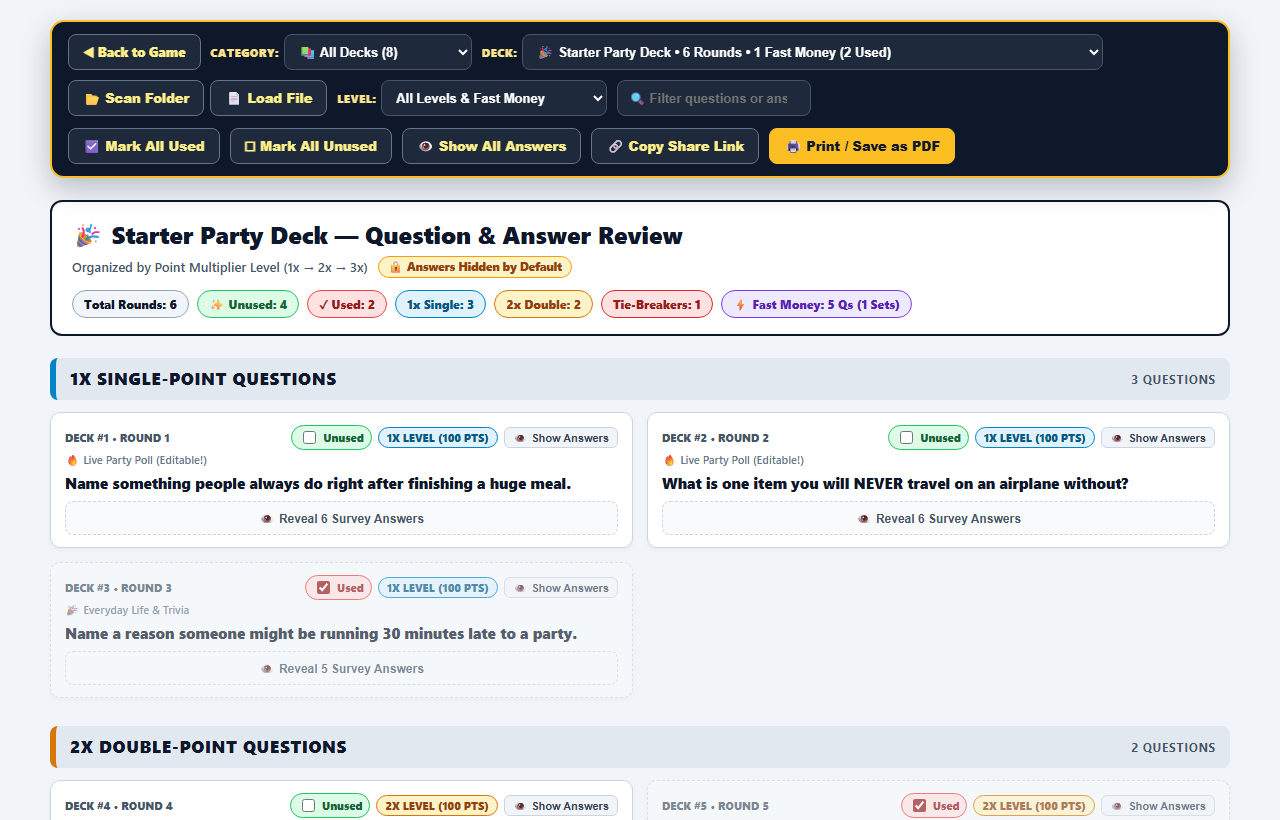 ◀ Back to Game CATEGORY: All Decks (8) DECK: Starter Party Deck • 6 Rounds • 1 Fast Money (2 Used)
Scan Folder Load File LEVEL: All Levels & Fast Money Filter questions or ans
Mark All Used Mark All Unused Show All Answers Copy Share Link Print / Save as PDF
Starter Party Deck — Question & Answer Review
Organized by Point Multiplier Level (1x → 2x → 3x) Answers Hidden by Default
Total Rounds: 6 Unused: 4 ✓ Used: 2 1x Single: 3 2x Double: 2 Tie-Breakers: 1 Fast Money: 5 Qs (1 Sets)
1X SINGLE-POINT QUESTIONS 3 QUESTIONS
DECK #1 • ROUND 1 Unused 1X LEVEL (100 PTS) Show Answers
Live Party Poll (Editable!)
Name something people always do right after finishing a huge meal.
Reveal 6 Survey Answers
DECK #2 • ROUND 2 Unused 1X LEVEL (100 PTS) Show Answers
Live Party Poll (Editable!)
What is one item you will NEVER travel on an airplane without?
Reveal 6 Survey Answers
DECK #3 • ROUND 3 Used 1X LEVEL (100 PTS) Show Answers
Everyday Life & Trivia
Name a reason someone might be running 30 minutes late to a party.
Reveal 5 Survey Answers
2X DOUBLE-POINT QUESTIONS 2 QUESTIONS
DECK #4 • ROUND 4 Unused 2X LEVEL (100 PTS) Show Answers
DECK #5 • ROUND 5 Used 2X LEVEL (100 PTS) Show Answers